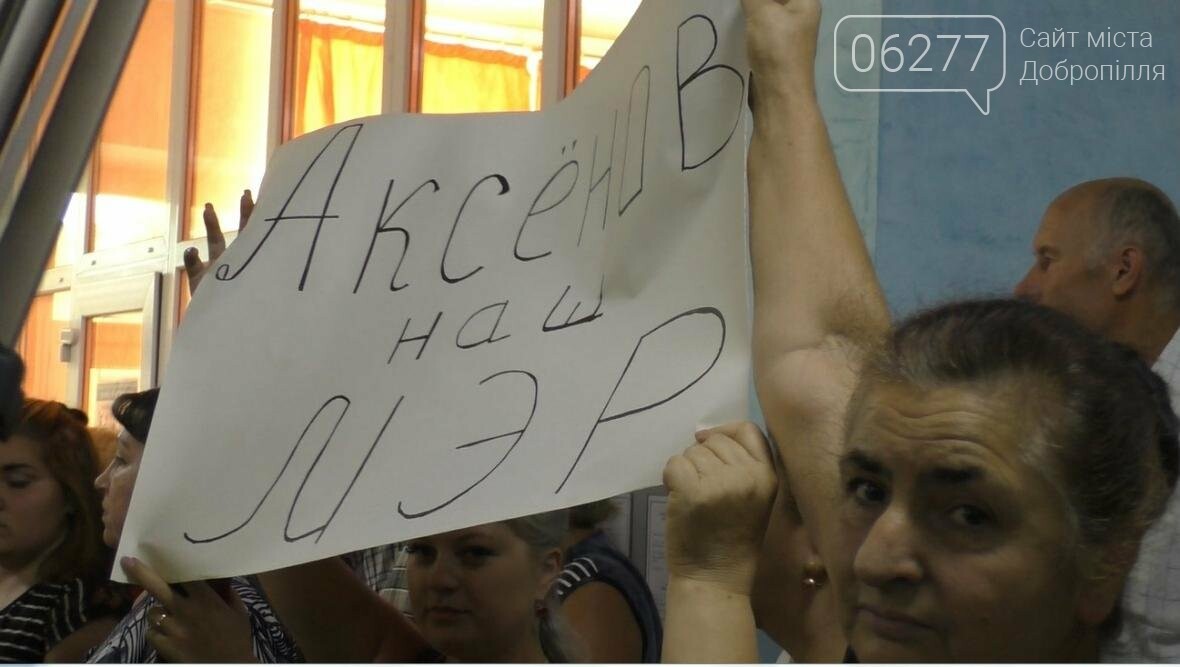 06277
Сайт міста
Добропілля
Аксёнов
наш
МЭР